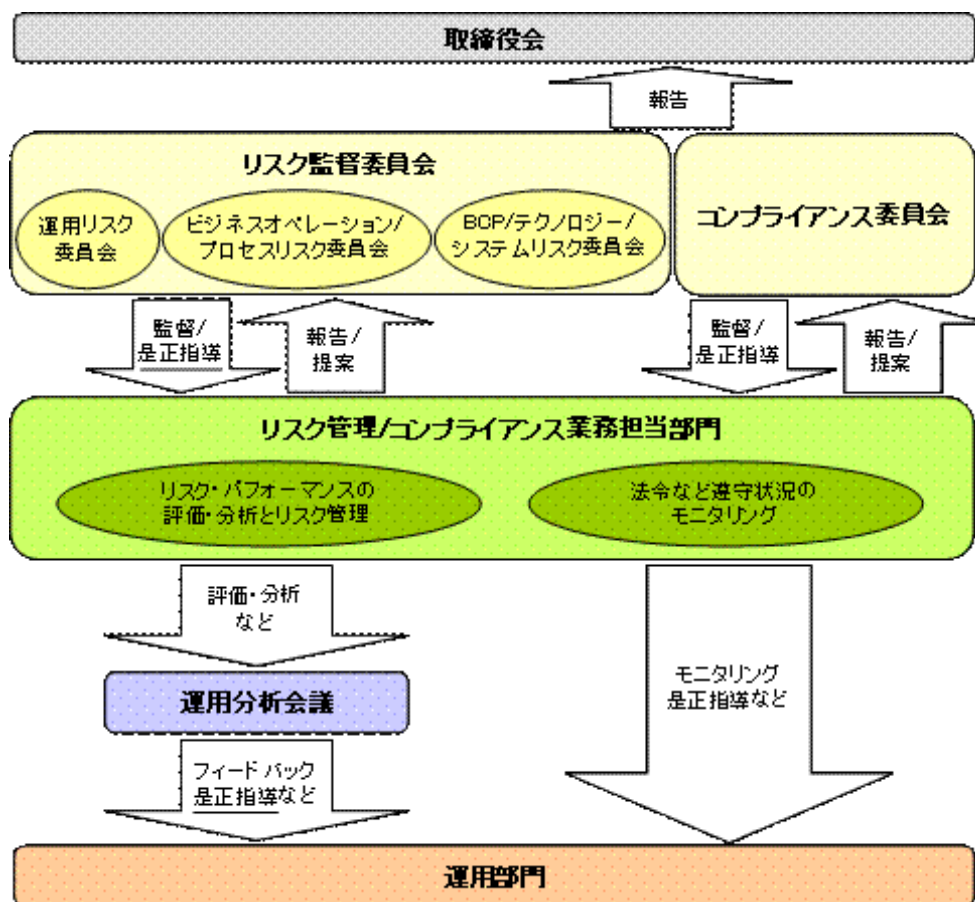 取締役会
報告
リスク監督委員会
運用リスク
委員会
ビジネスオペレーション/
プロセスリスク委員会
BCP/テクノロジー/
システムリスク委員会
コンプライアンス委員会
監督/
是正指導
報告/
提案
監督/
是正指導
報告/
提案
リスク管理/コンプライアンス業務担当部門
リスク・パフォーマンスの
評価・分析とリスク管理
法令など遵守状況の
モニタリング
評価・分析
など
運用分析会議
モニタリング
是正指導など
フィードバック
是正指導など
運用部門